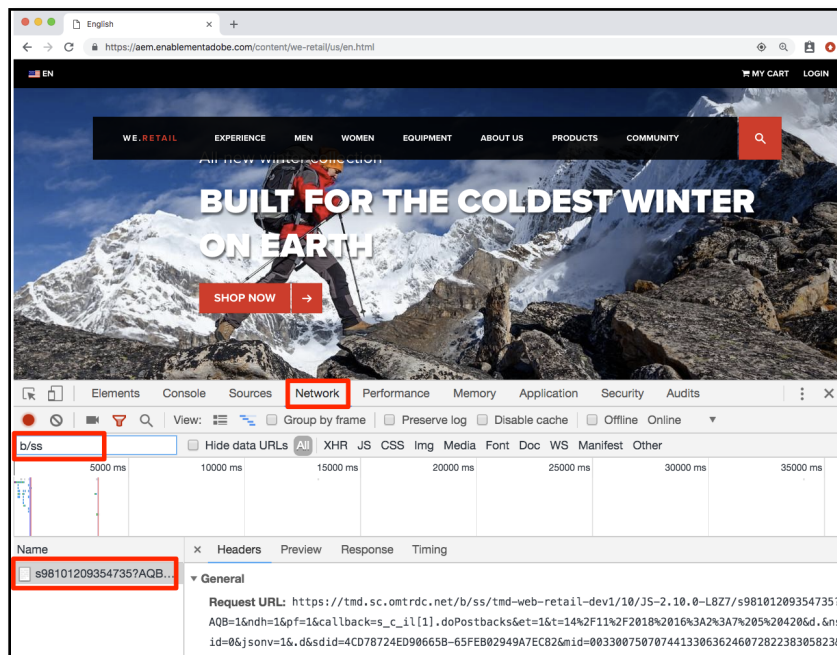 English
https://aem.enablementadobe.com/content/we-retail/us/en.html
EN
MY CART LOGIN
WE.RETAIL EXPERIENCE MEN WOMEN EQUIPMENT ABOUT US PRODUCTS COMMUNITY
All new winter collection
BUILT FOR THE COLDEST WINTER
ON EARTH
SHOP NOW
Elements Console Sources Network Performance Memory Application Security Audits
View: Group by frame Preserve log Disable cache Offline Online
b/ss Hide data URLs All XHR JS CSS Img Media Font Doc WS Manifest Other
5000 ms 10000 ms 15000 ms 20000 ms 25000 ms 30000 ms 35000 ms
Name × Headers Preview Response Timing
s98101209354735?AQB...
General
Request URL: https://tmd.sc.omtrdc.net/b/ss/tmd-web-retail-dev1/10/JS-2.10.0-L8Z7/s98101209354735?
AQB=1&ndh=1&pf=1&callback=s_c_il[1].doPostbacks&et=1&t=14%2F11%2F2018%2016%3A2%3A7%205%20420&d.&ns
id=0&jsonv=1&.d&sdid=4CD78724ED90665B-65FEB02949A7EC82&mid=00330075070744133063624607282238305823&